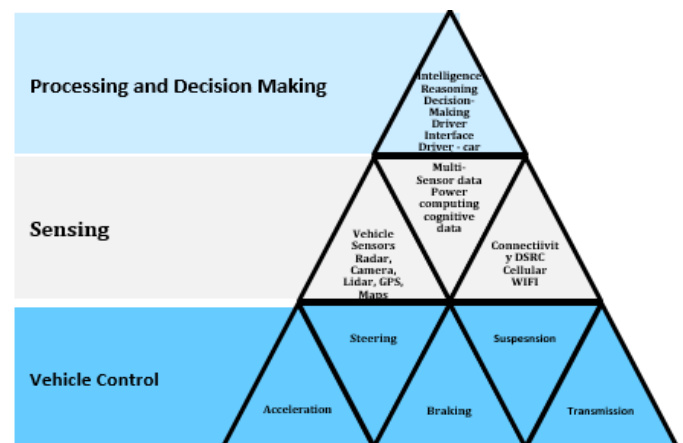 Processing and Decision Making
Intelligence
Reasoning
Decision-
Making
Driver
Interface
Driver - car
Sensing
Multi-
Sensor data
Power
computing
cognitive
data
Vehicle
Sensors
Radar,
Camera,
Lidar, GPS,
Maps
Connectiivit
y DSRC
Cellular
WIFI
Vehicle Control
Steering
Suspesnsion
Acceleration
Braking
Transmission